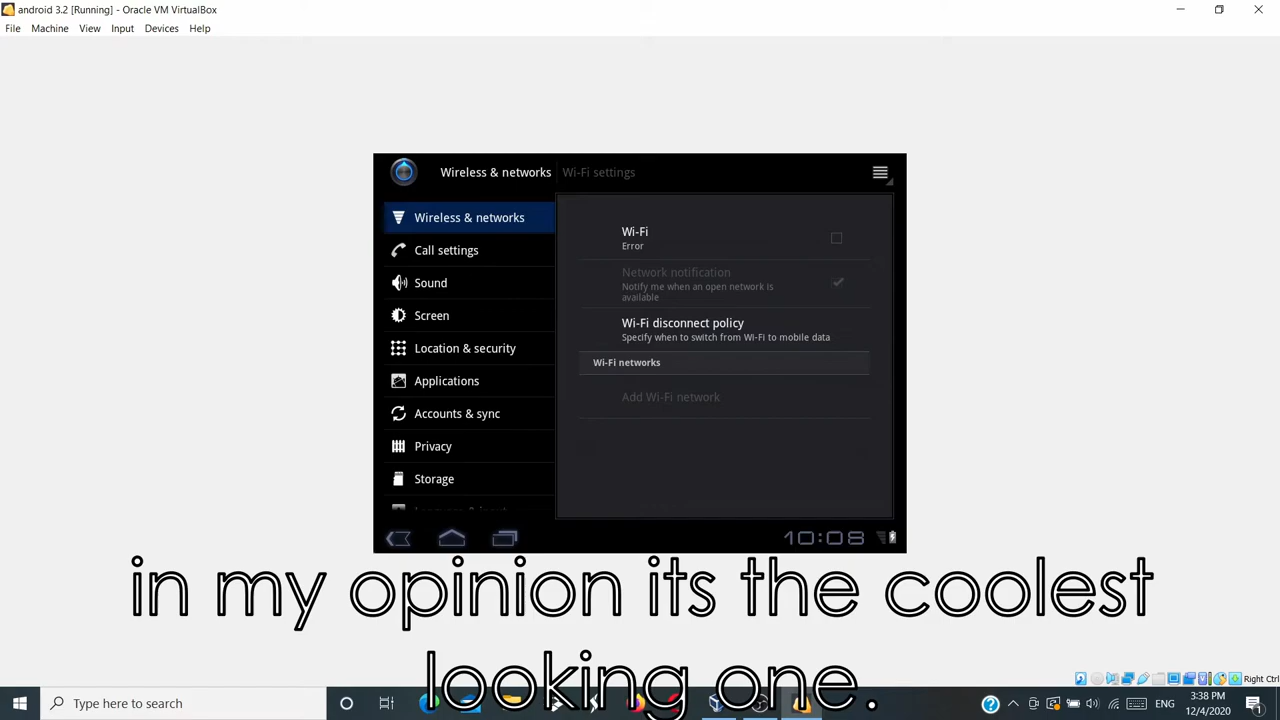 android 3.2 [Running] - Oracle VM VirtualBox
File Machine View Input Devices Help
Wireless & networks Wi-Fi settings
Wireless & networks
Call settings
Sound
Screen
Location & security
Applications
Accounts & sync
Privacy
Storage
Language & input
Wi-Fi
Error
Network notification
Notify me when an open network is
available
Wi-Fi disconnect policy
Specify when to switch from Wi-Fi to mobile data
Wi-Fi networks
Add Wi-Fi network
10:08
in my opinion its the coolest
looking one.
Right Ctrl
Type here to search
ENG
3:38 PM
12/4/2020
1